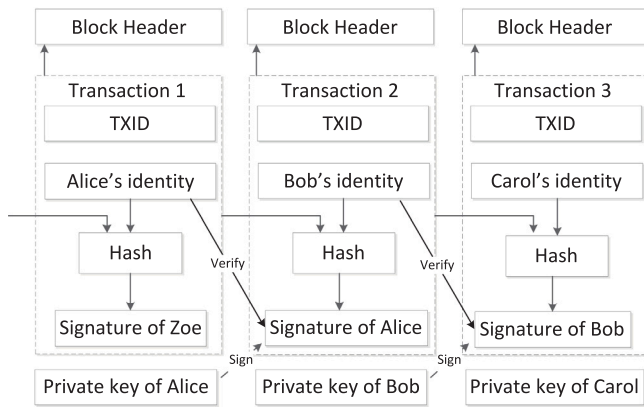 Block Header
Block Header
Block Header
Transaction 1
Transaction 2
Transaction 3
TXID
TXID
TXID
Alice's identity
Bob's identity
Carol's identity
Hash
Hash
Hash
Verify
Verify
Signature of Zoe
Signature of Alice
Signature of Bob
Sign
Sign
Private key of Alice
Private key of Bob
Private key of Carol